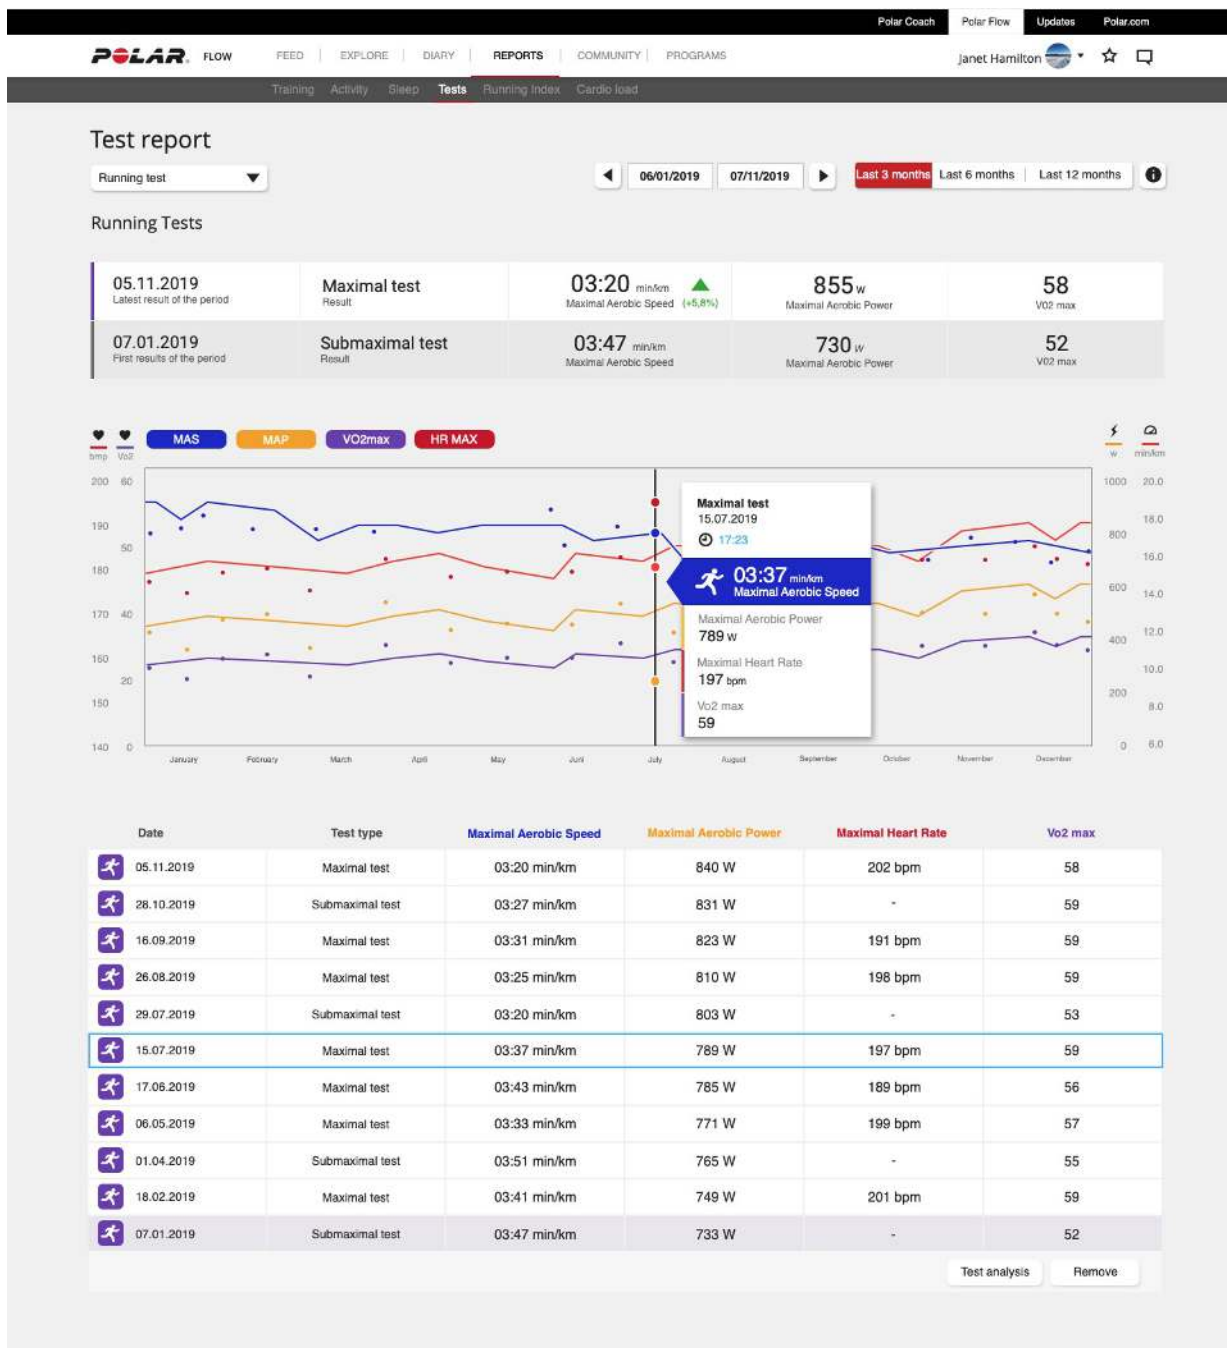 Polar Coach Polar Flow Updates Polar.com
POLAR. FLOW FEED EXPLORE DIARY REPORTS COMMUNITY PROGRAMS Janet Hamilton
Training Activity Sleep Tests Running Index Cardio load
Test report
Running test 06/01/2019 07/11/2019 Last 3 months Last 6 months Last 12 months
Running Tests
05.11.2019 Maximal test 03:20 min/km 855 w 58
Latest result of the period Result Maximal Aerobic Speed (+5,8%) Maximal Aerobic Power V02 max
07.01.2019 Submaximal test 03:47 min/km 730 w 52
First results of the period Result Maximal Aerobic Speed Maximal Aerobic Power V02 max
MAS MAP VO2max HR MAX
bmp Vo2 w min/km
200 60 1000 20.0
190 18.0
800
50 16.0
180
600 14.0
170 40
400 12.0
160
20 10.0
200
150 8.0
140 0 0 6.0
Maximal test
15.07.2019
17:23
03:37 min/km
Maximal Aerobic Speed
Maximal Aerobic Power
789 w
Maximal Heart Rate
197 bpm
Vo2 max
59
January February March April May Juni July August September October November December
Date Test type Maximal Aerobic Speed Maximal Aerobic Power Maximal Heart Rate Vo2 max
05.11.2019 Maximal test 03:20 min/km 840 W 202 bpm 58
28.10.2019 Submaximal test 03:27 min/km 831 W - 59
16.09.2019 Maximal test 03:31 min/km 823 W 191 bpm 59
26.08.2019 Maximal test 03:25 min/km 810 W 198 bpm 59
29.07.2019 Submaximal test 03:20 min/km 803 W - 53
15.07.2019 Maximal test 03:37 min/km 789 W 197 bpm 59
17.06.2019 Maximal test 03:43 min/km 785 W 189 bpm 56
06.05.2019 Maximal test 03:33 min/km 771 W 199 bpm 57
01.04.2019 Submaximal test 03:51 min/km 765 W - 55
18.02.2019 Maximal test 03:41 min/km 749 W 201 bpm 59
07.01.2019 Submaximal test 03:47 min/km 733 W - 52
Test analysis Remove